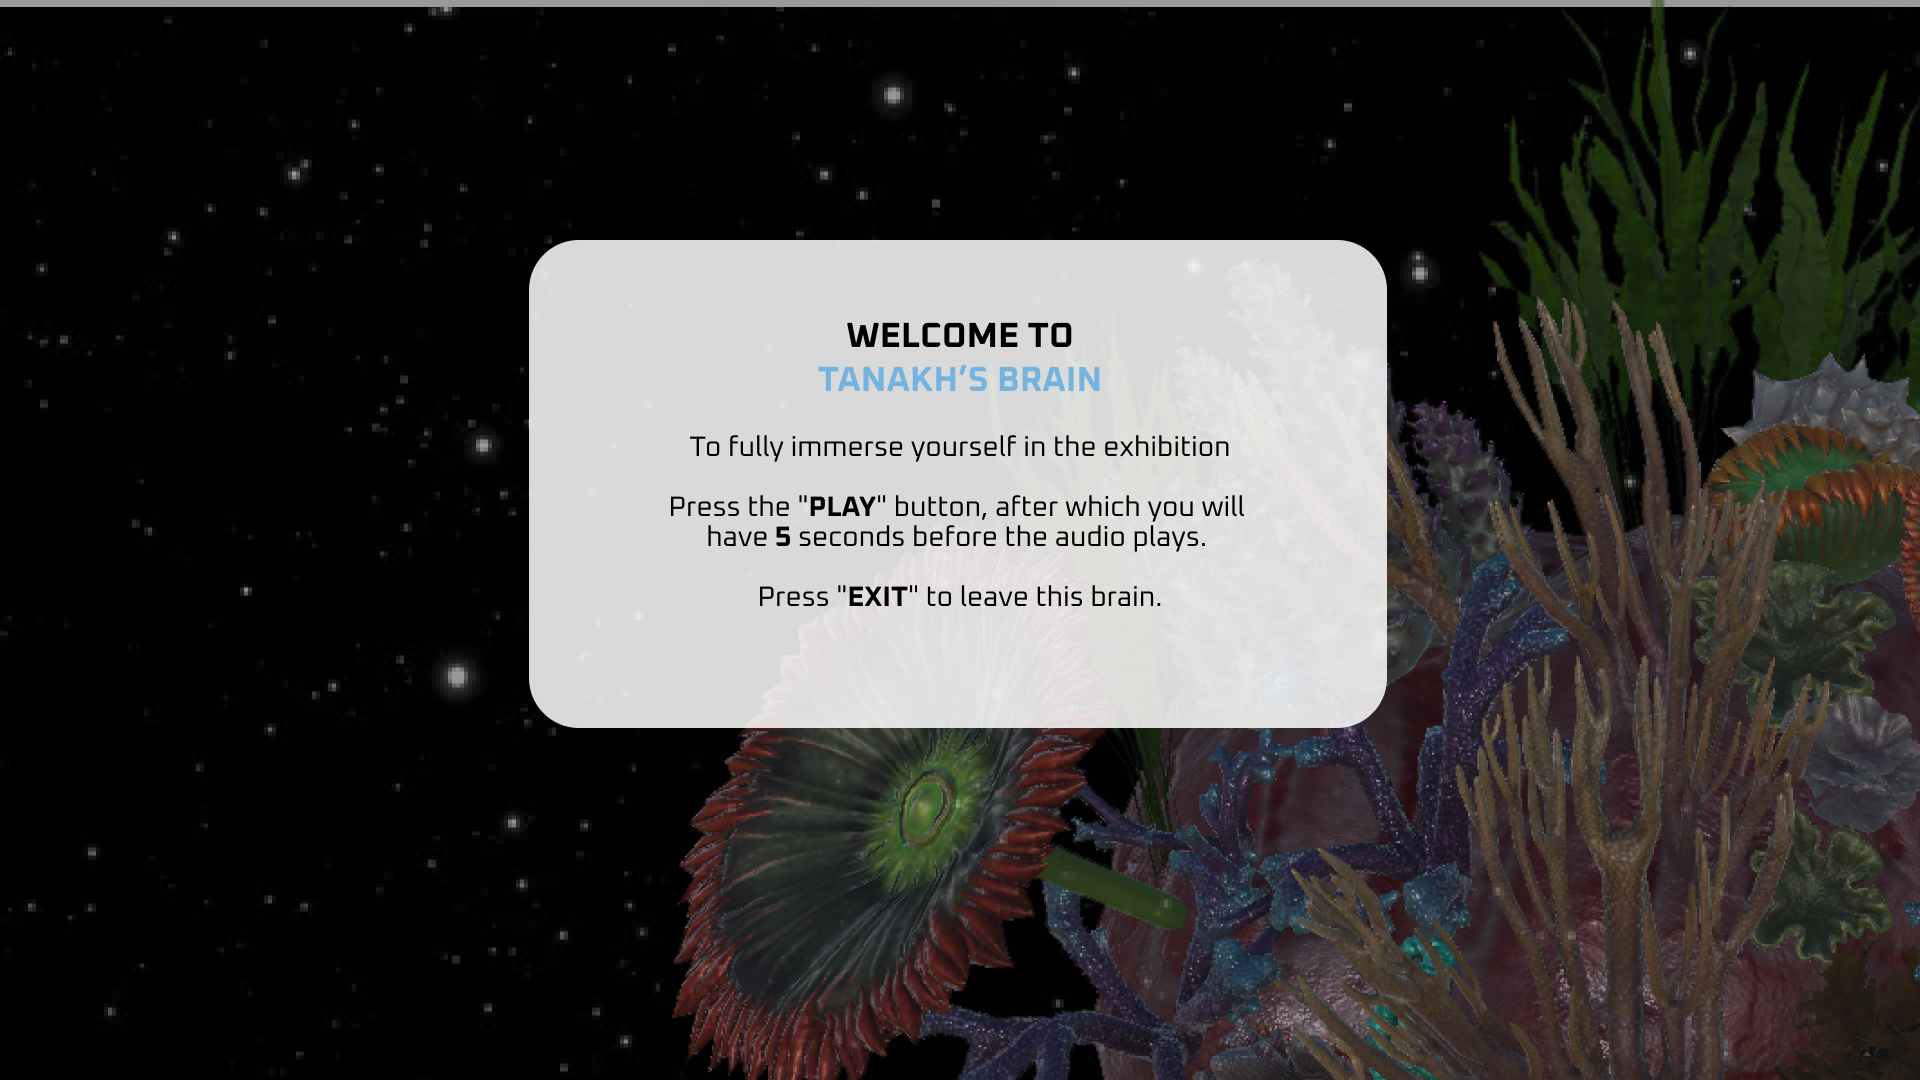 WELCOME TO
TANAKH’S BRAIN
To fully immerse yourself in the exhibition
Press the "PLAY" button, after which you will
have 5 seconds before the audio plays.
Press "EXIT" to leave this brain.